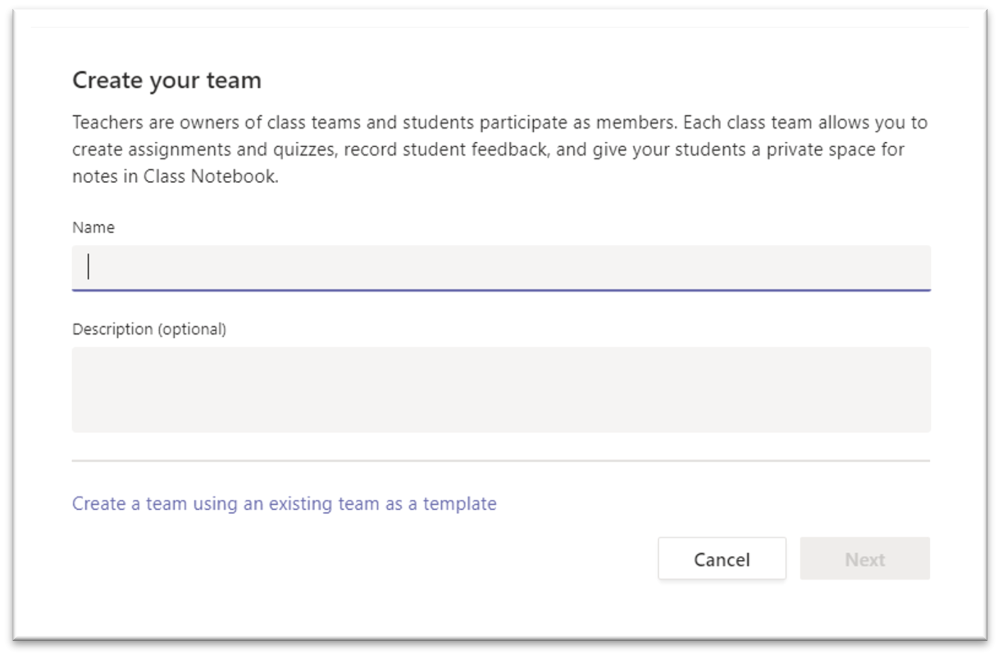 Create your team
Teachers are owners of class teams and students participate as members. Each class team allows you to
create assignments and quizzes, record student feedback, and give your students a private space for
notes in Class Notebook.
Name
Description (optional)
Create a team using an existing team as a template
Cancel
Next